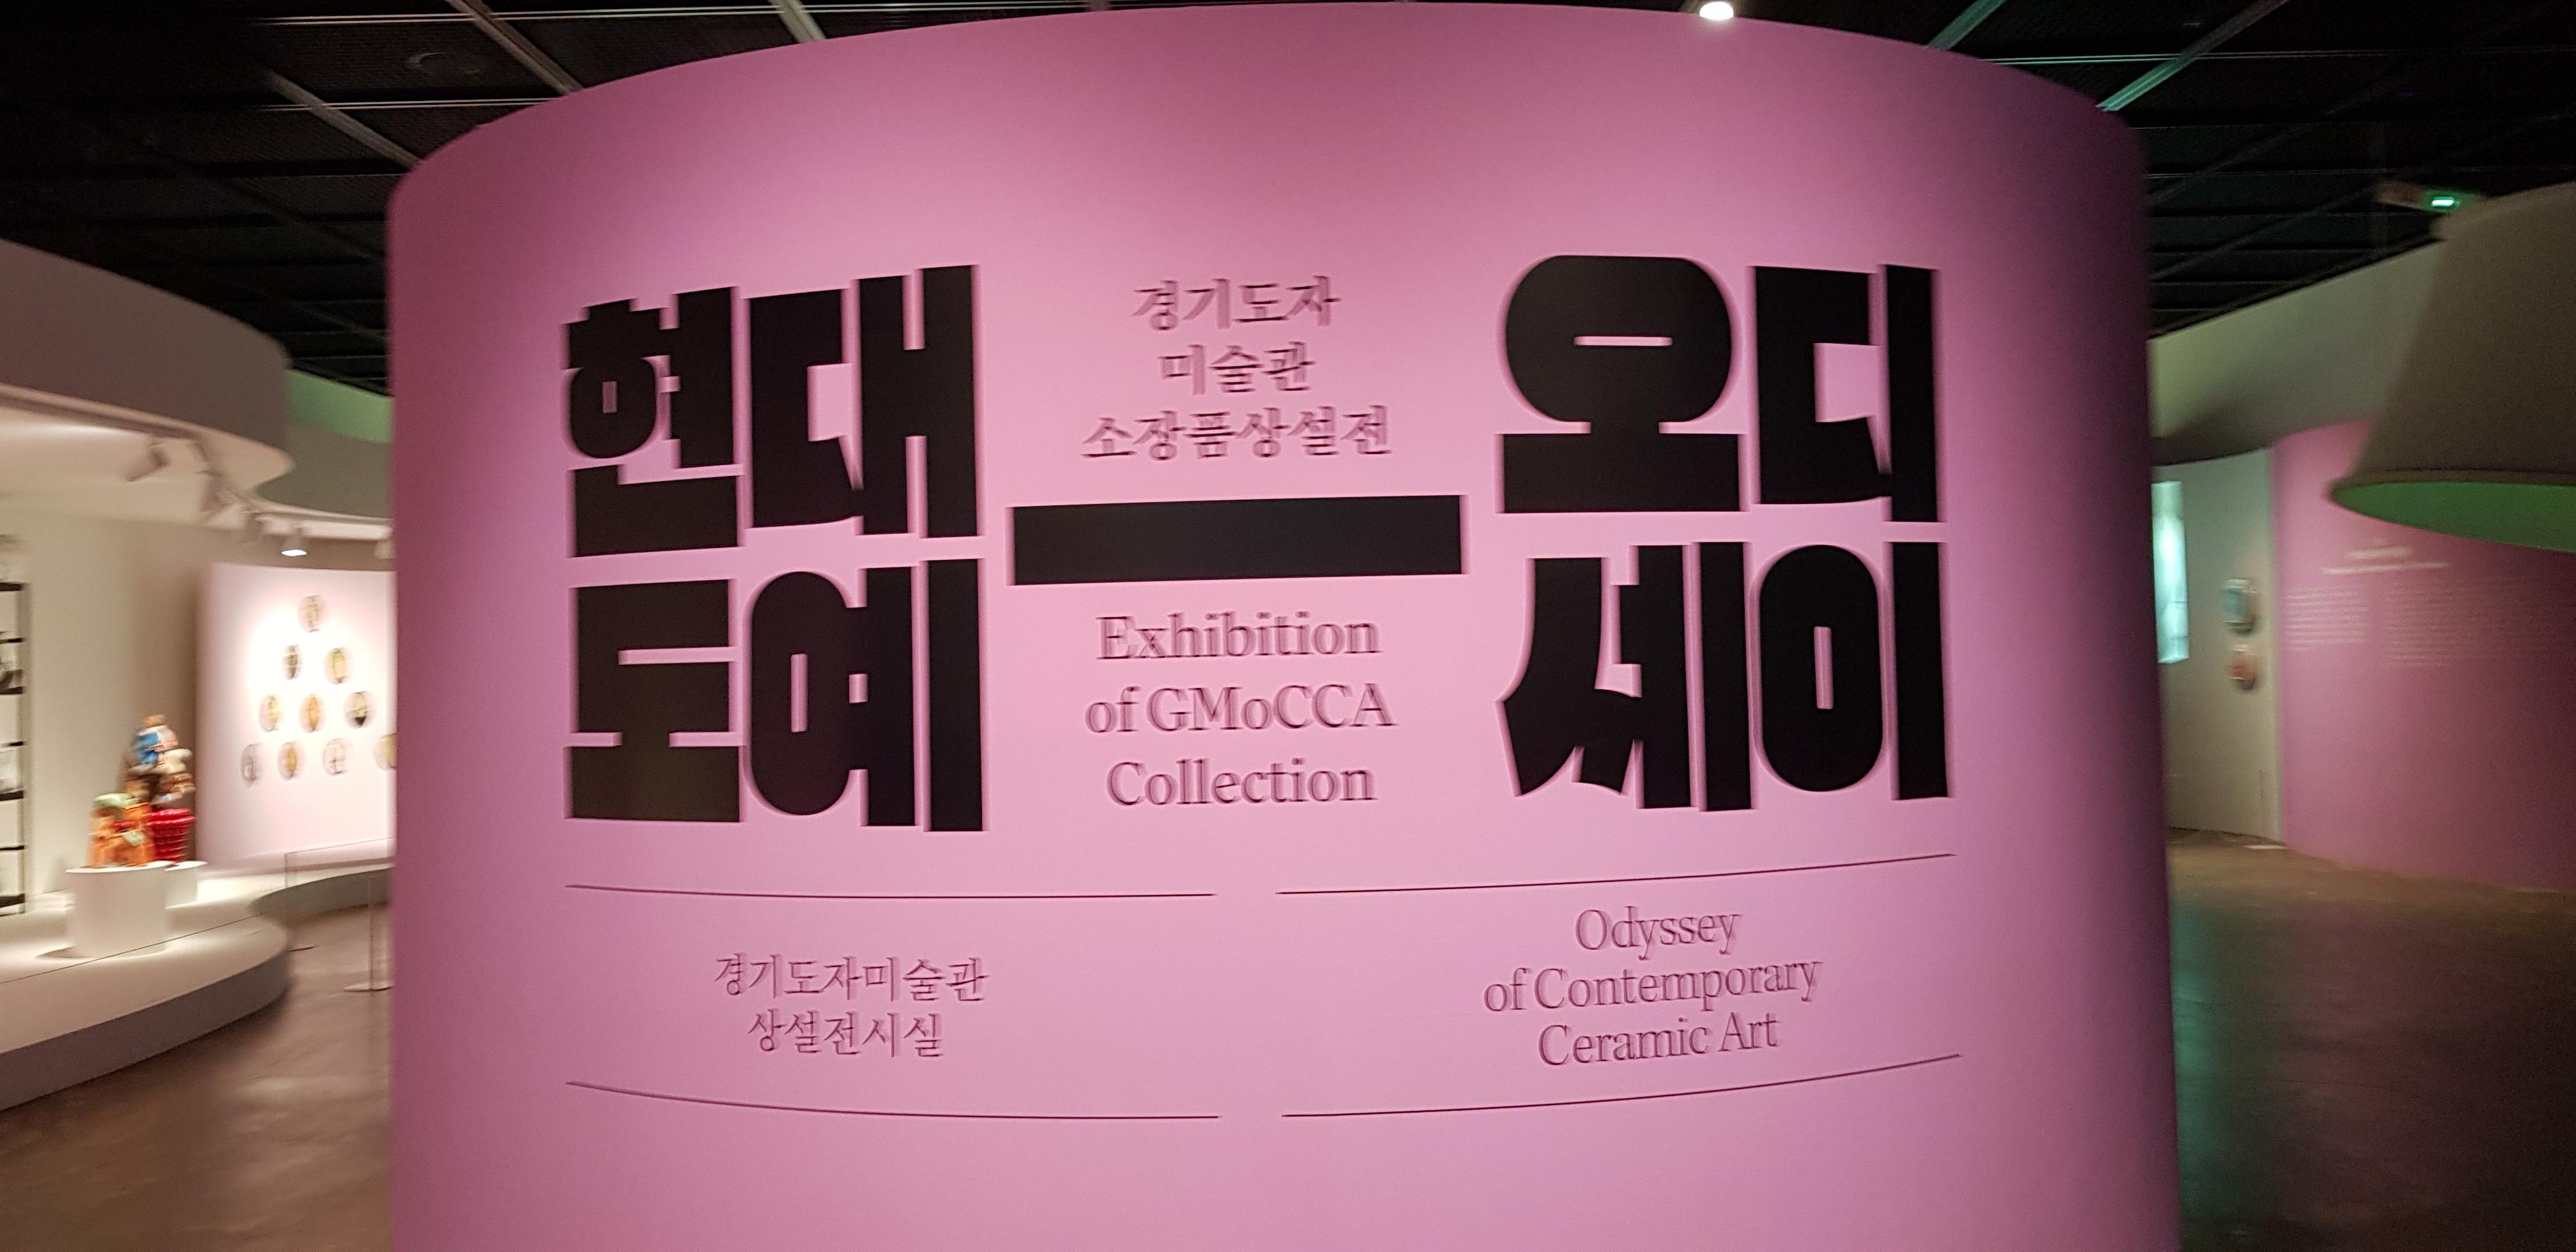 현대
도예
경기도자
미술관
소장품상설전
Exhibition
of GMoCCA
Collection
오디
세이
경기도자미술관
상설전시실
Odyssey
of Contemporary
Ceramic Art